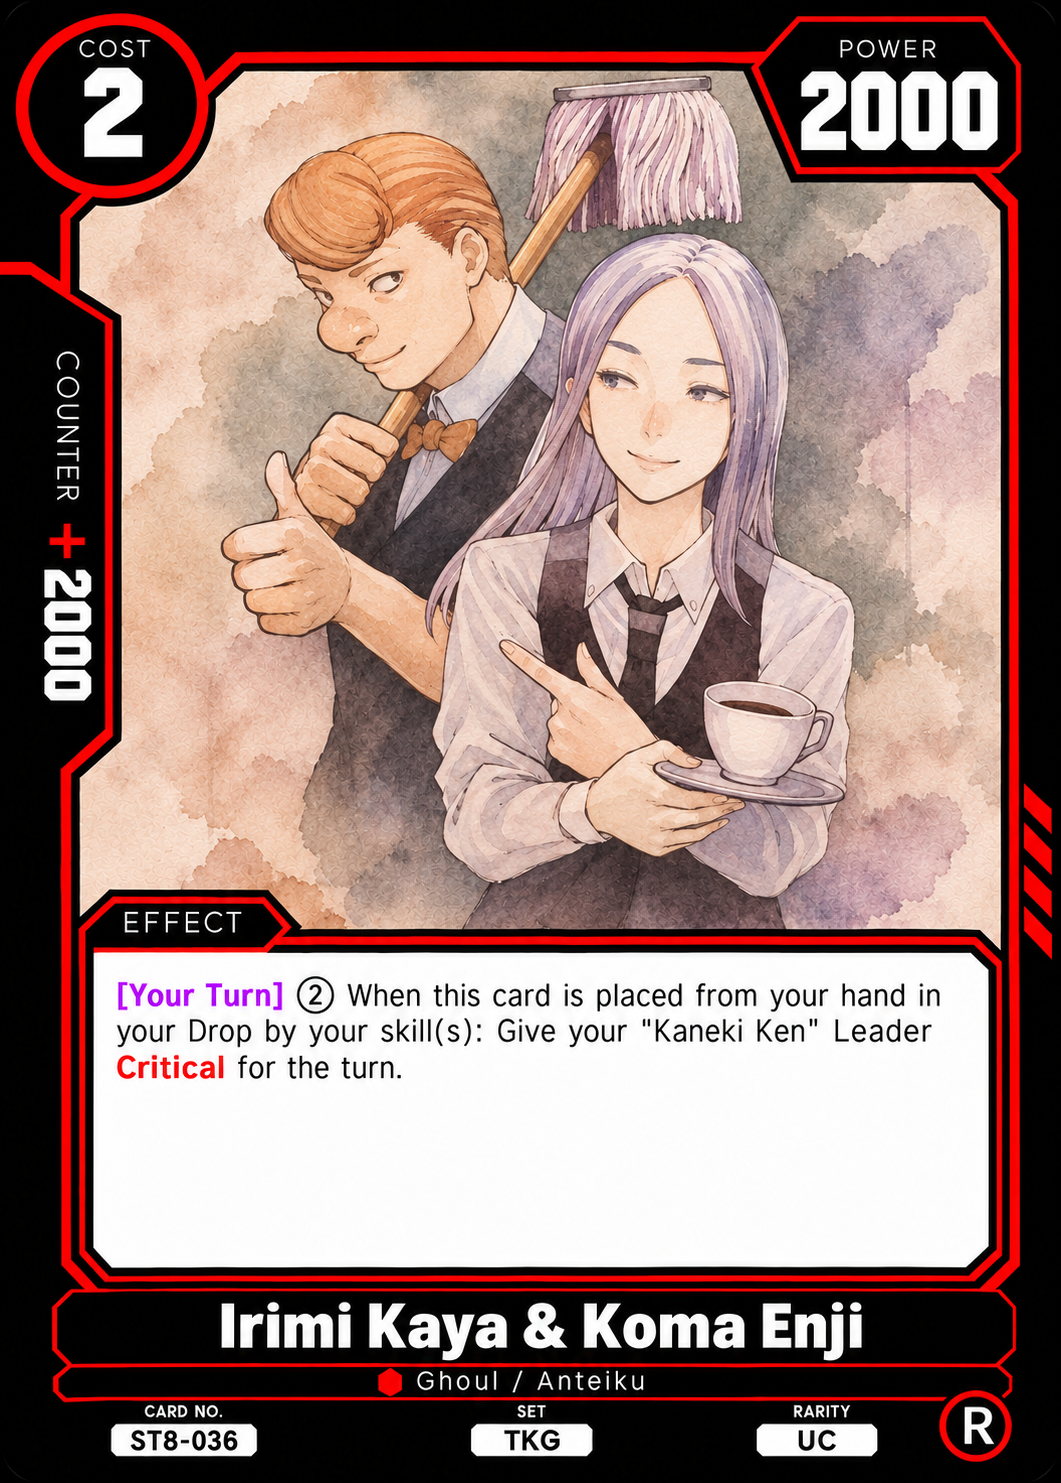 COST
2
POWER
2000
COUNTER +2000
EFFECT
[Your Turn] ② When this card is placed from your hand in
your Drop by your skill(s): Give your "Kaneki Ken" Leader
Critical for the turn.
Irimi Kaya & Koma Enji
Ghoul / Anteiku
CARD NO.
ST8-036
SET
TKG
RARITY
UC
R